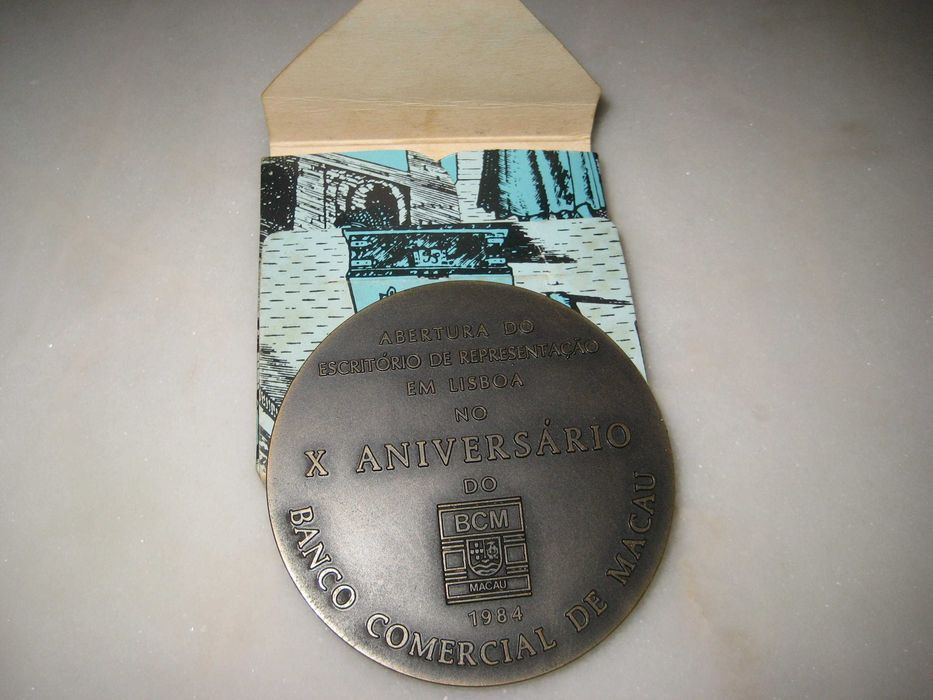 ABERTURA DO
ESCRITÓRIO DE REPRESENTAÇÃO
EM LISBOA
NO
X ANIVERSÁRIO
DO
BCM
MACAU
1984
BANCO COMERCIAL DE MACAU